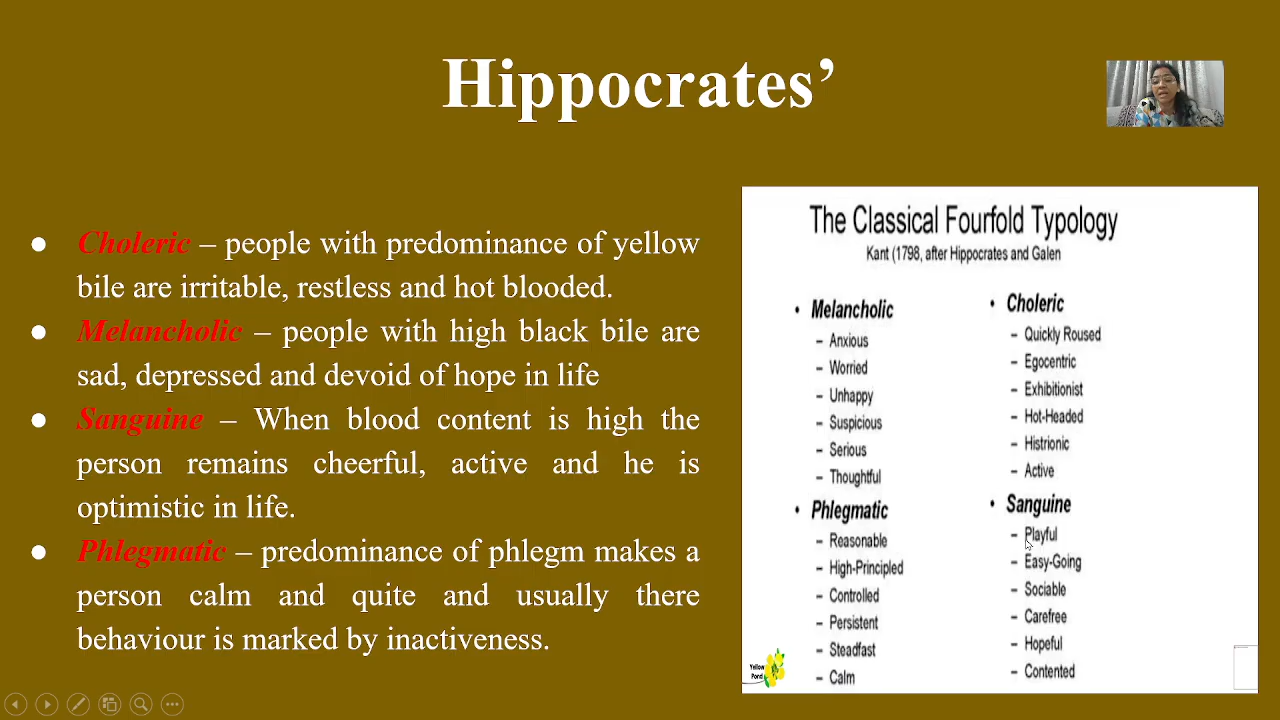 Hippocrates’
● Choleric – people with predominance of yellow
bile are irritable, restless and hot blooded.
● Melancholic – people with high black bile are
sad, depressed and devoid of hope in life
● Sanguine – When blood content is high the
person remains cheerful, active and he is
optimistic in life.
● Phlegmatic – predominance of phlegm makes a
person calm and quite and usually there
behaviour is marked by inactiveness.
The Classical Fourfold Typology
Kant (1798, after Hippocrates and Galen
• Melancholic
– Anxious
– Worried
– Unhappy
– Suspicious
– Serious
– Thoughtful
• Phlegmatic
– Reasonable
– High-Principled
– Controlled
– Persistent
– Steadfast
– Calm
• Choleric
– Quickly Roused
– Egocentric
– Exhibitionist
– Hot-Headed
– Histrionic
– Active
• Sanguine
– Playful
– Easy-Going
– Sociable
– Carefree
– Hopeful
– Contented
Yellow
Pond